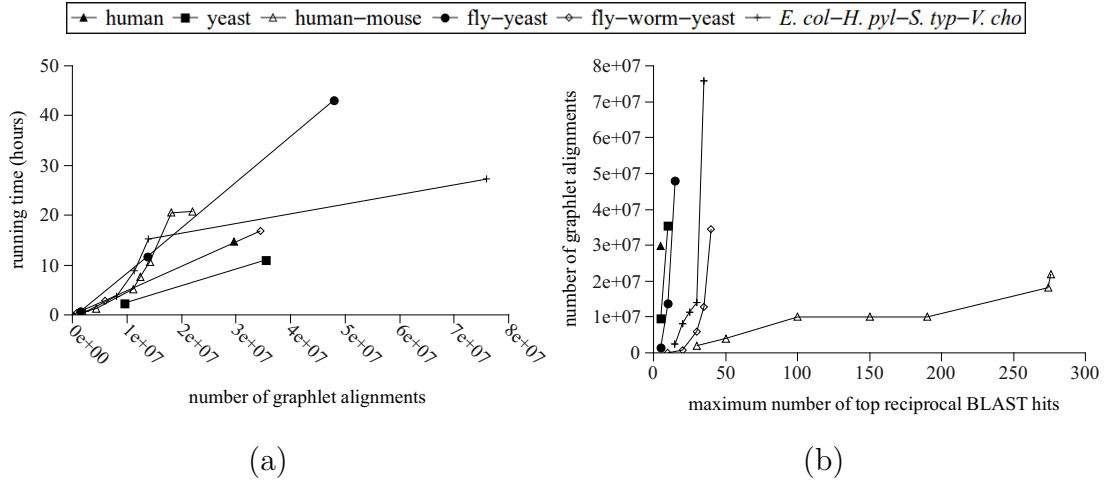 human yeast human−mouse fly−yeast fly−worm−yeast E. col−H. pyl−S. typ−V. cho
50
40
30
20
10
0
running time (hours)
0e+00 1e+07 2e+07 3e+07 4e+07 5e+07 6e+07 7e+07 8e+07
number of graphlet alignments
(a)
8e+07
7e+07
6e+07
5e+07
4e+07
3e+07
2e+07
1e+07
0
number of graphlet alignments
0 50 100 150 200 250 300
maximum number of top reciprocal BLAST hits
(b)